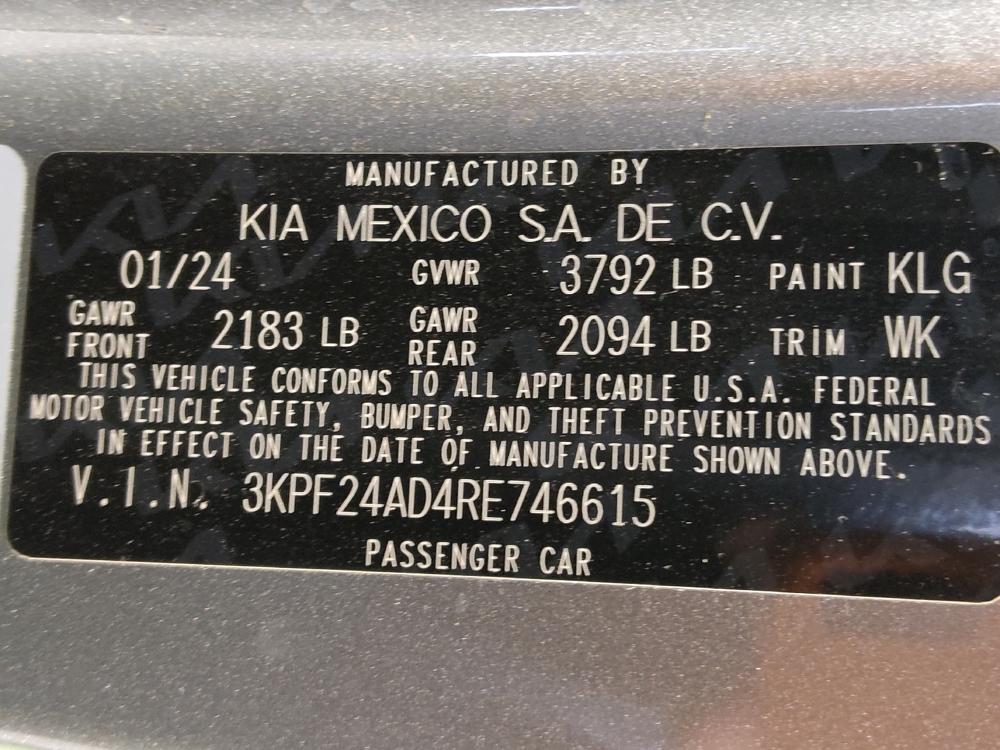 MANUFACTURED BY
KIA MEXICO S.A. DE C.V.
01/24 GVWR 3792 LB PAINT KLG
GAWR FRONT 2183 LB GAWR REAR 2094 LB TRIM WK
THIS VEHICLE CONFORMS TO ALL APPLICABLE U.S.A. FEDERAL
MOTOR VEHICLE SAFETY, BUMPER, AND THEFT PREVENTION STANDARDS
IN EFFECT ON THE DATE OF MANUFACTURE SHOWN ABOVE.
V.I.N. 3KPF24AD4RE746615
PASSENGER CAR